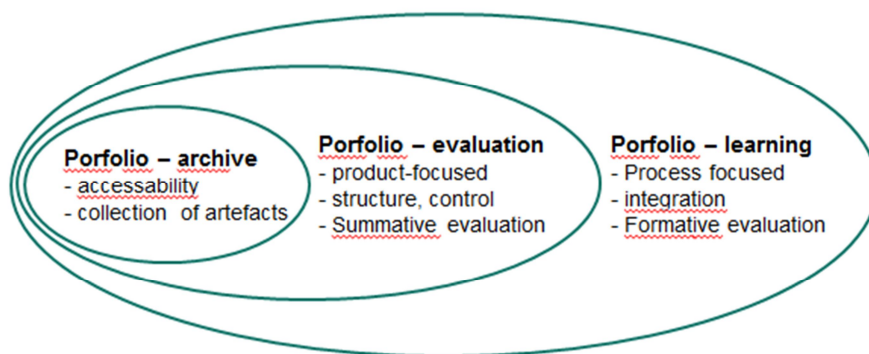 Porfolio – archive
- accessability
- collection of artefacts
Porfolio – evaluation
- product-focused
- structure, control
- Summative evaluation
Porfolio – learning
- Process focused
- integration
- Formative evaluation